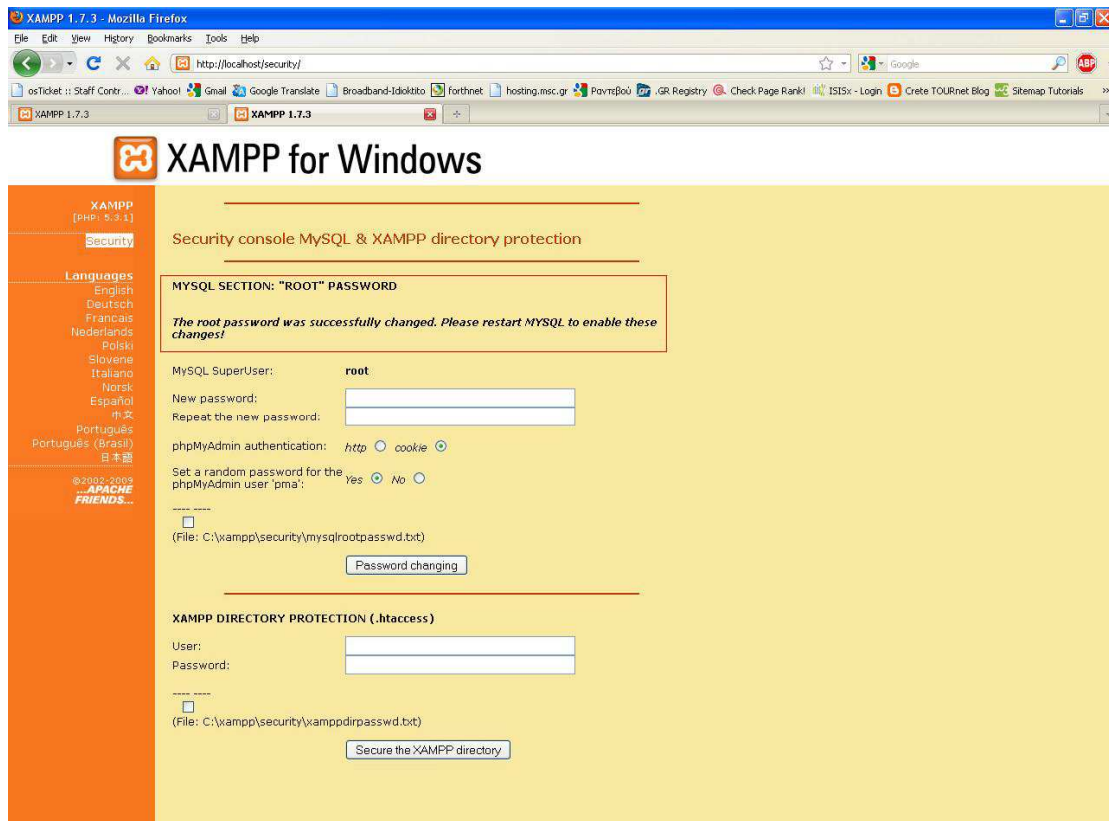 XAMPP 1.7.3 - Mozilla Firefox
File Edit View History Bookmarks Tools Help
http://localhost/security/
Google
ABP
osTicket :: Staff Contr... Yahoo! Gmail Google Translate Broadband-Idioktito forthnet hosting.msc.gr Ραντεβού .GR Registry Check Page Rank! ISISx - Login Crete TOURnet Blog Sitemap Tutorials »
XAMPP 1.7.3 XAMPP 1.7.3
XAMPP for Windows
XAMPP
[PHP: 5.3.1]
Security
Languages
English
Deutsch
Francais
Nederlands
Polski
Slovene
Italiano
Norsk
Español
中文
Português
Português (Brasil)
日本語
©2002-2009
...APACHE
FRIENDS...
Security console MySQL & XAMPP directory protection
MYSQL SECTION: "ROOT" PASSWORD
The root password was successfully changed. Please restart MYSQL to enable these
changes!
MySQL SuperUser: root
New password:
Repeat the new password:
phpMyAdmin authentication: http cookie
Set a random password for the
phpMyAdmin user 'pma': Yes No
---- ----
(File: C:\xampp\security\mysqlrootpasswd.txt)
Password changing
XAMPP DIRECTORY PROTECTION (.htaccess)
User:
Password:
---- ----
(File: C:\xampp\security\xamppdirpasswd.txt)
Secure the XAMPP directory